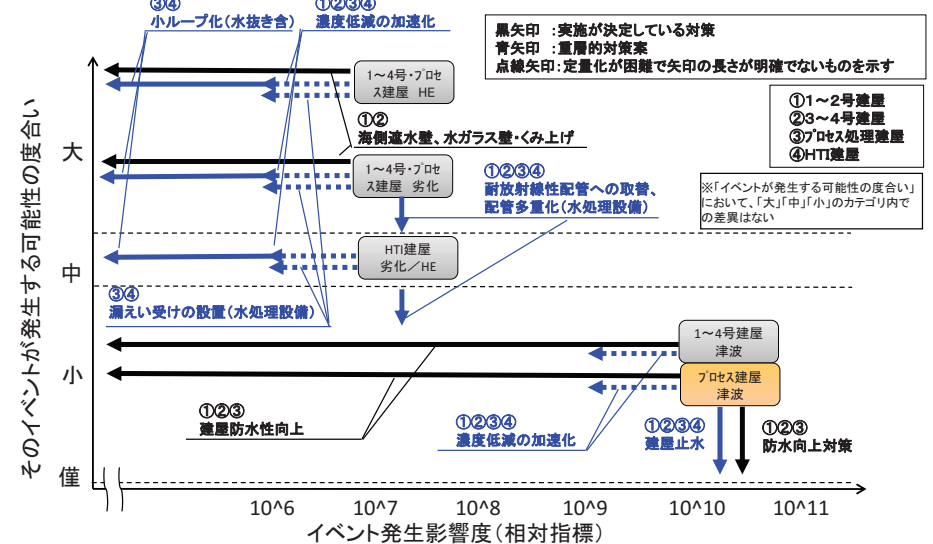 ③④
小ループ化(水抜き含)
①②③④
濃度低減の加速化
黒矢印 :実施が決定している対策
青矢印 :重層的対策案
点線矢印:定量化が困難で矢印の長さが明確でないものを示す
①1~2号建屋
②3~4号建屋
③プロセス処理建屋
④HTI建屋
※「イベントが発生する可能性の度合い」
において、「大」「中」「小」のカテゴリ内で
の差異はない
そのイベントが発生する可能性の度合い
大
中
小
僅
1~4号・プロセ
ス建屋 HE
①②
海側遮水壁、水ガラス壁・くみ上げ
1~4号・プロセ
ス建屋 劣化
①②③④
耐放射線性配管への取替、
配管多重化(水処理設備)
HTI建屋
劣化/HE
③④
漏えい受けの設置(水処理設備)
1~4号建屋
津波
プロセス建屋
津波
①②③
建屋防水性向上
①②③④
濃度低減の加速化
①②③④
建屋止水
①②③
防水向上対策
10^6 10^7 10^8 10^9 10^10 10^11
イベント発生影響度(相対指標)